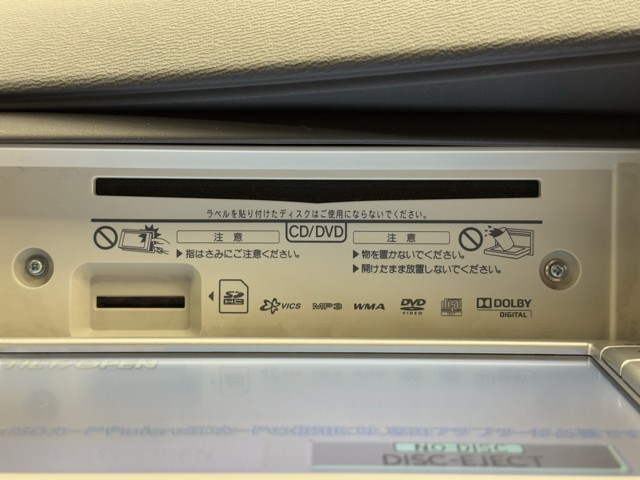 ラベルを貼り付けたディスクはご使用にならないでください。
注意
CD/DVD
注意
▶指はさみにご注意ください。
▶物を置かないでください。
▶開けたまま放置しないでください。
SD HC
VICS
MP3
WMA
DVD VIDEO
DOLBY DIGITAL
NO DISC
DISC-EJECT